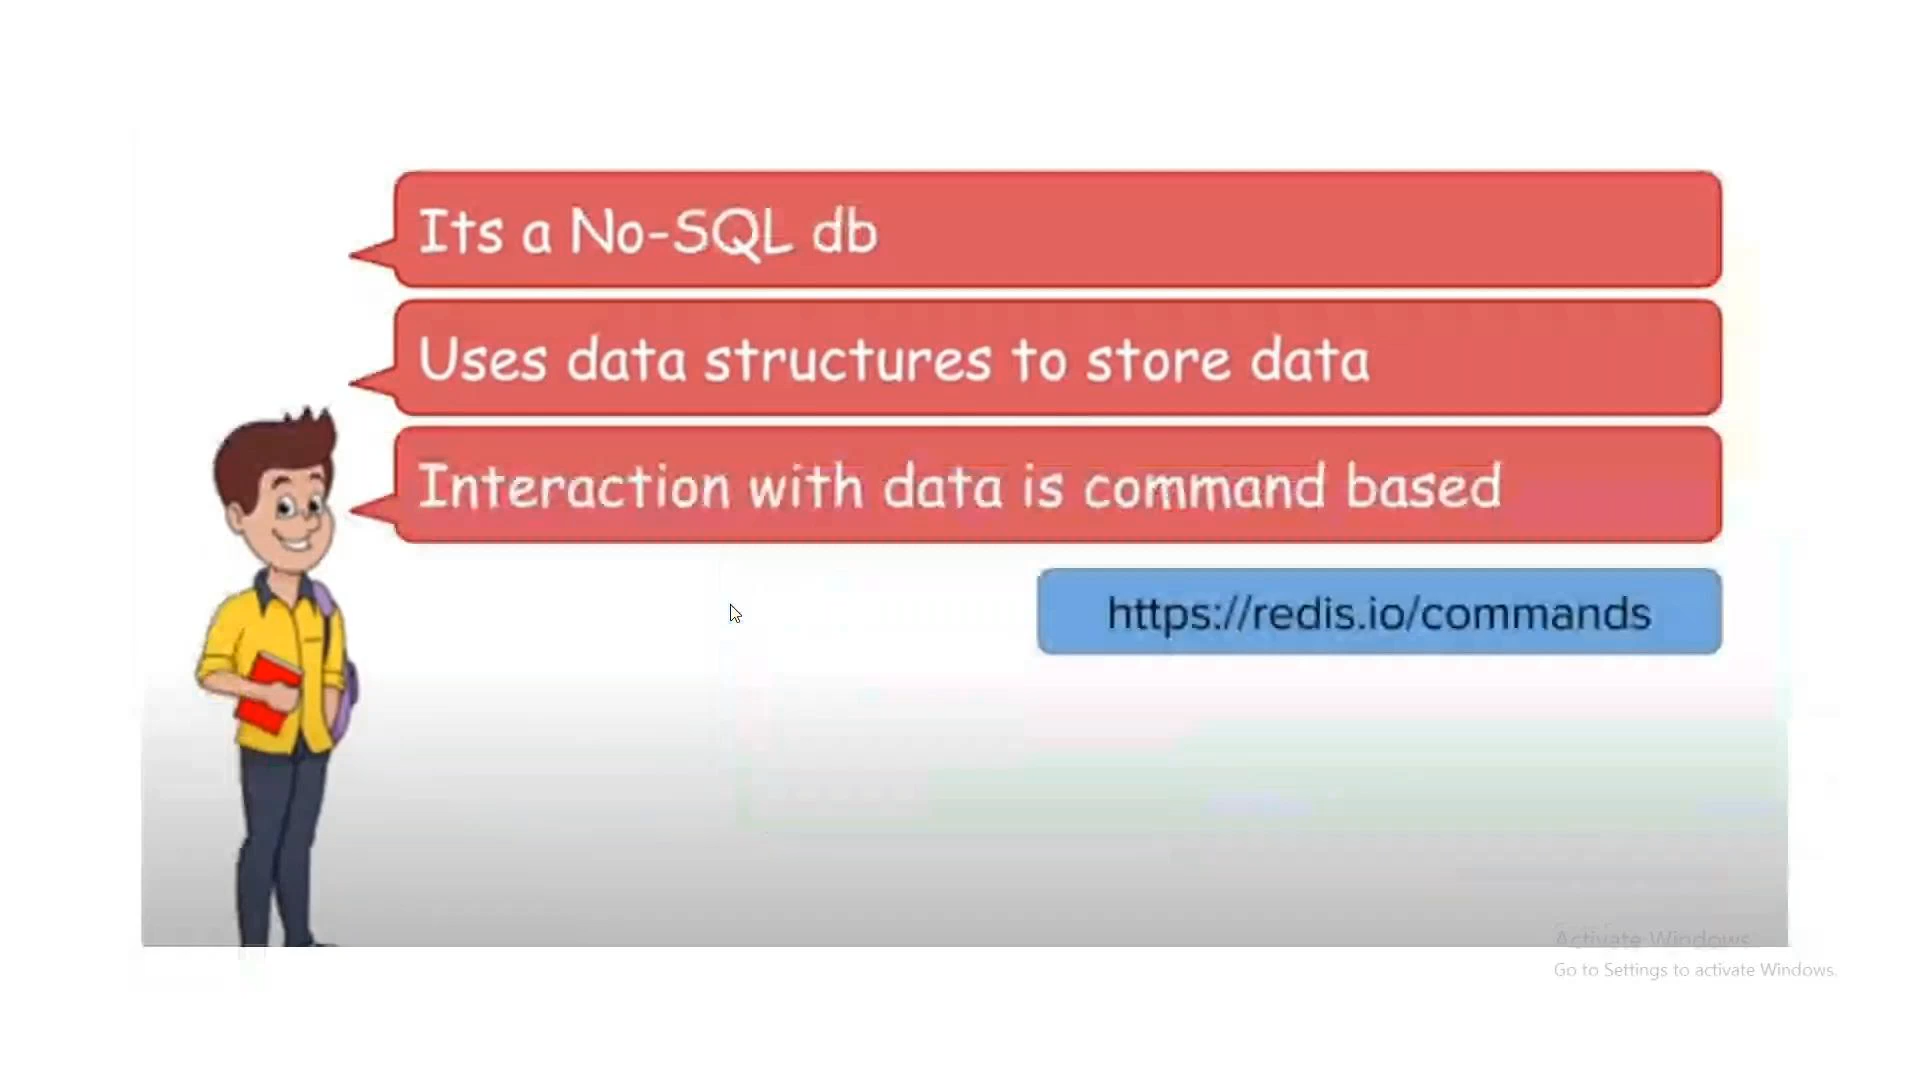 Its a No-SQL db
Uses data structures to store data
Interaction with data is command based
https://redis.io/commands
Activate Windows
Go to Settings to activate Windows.